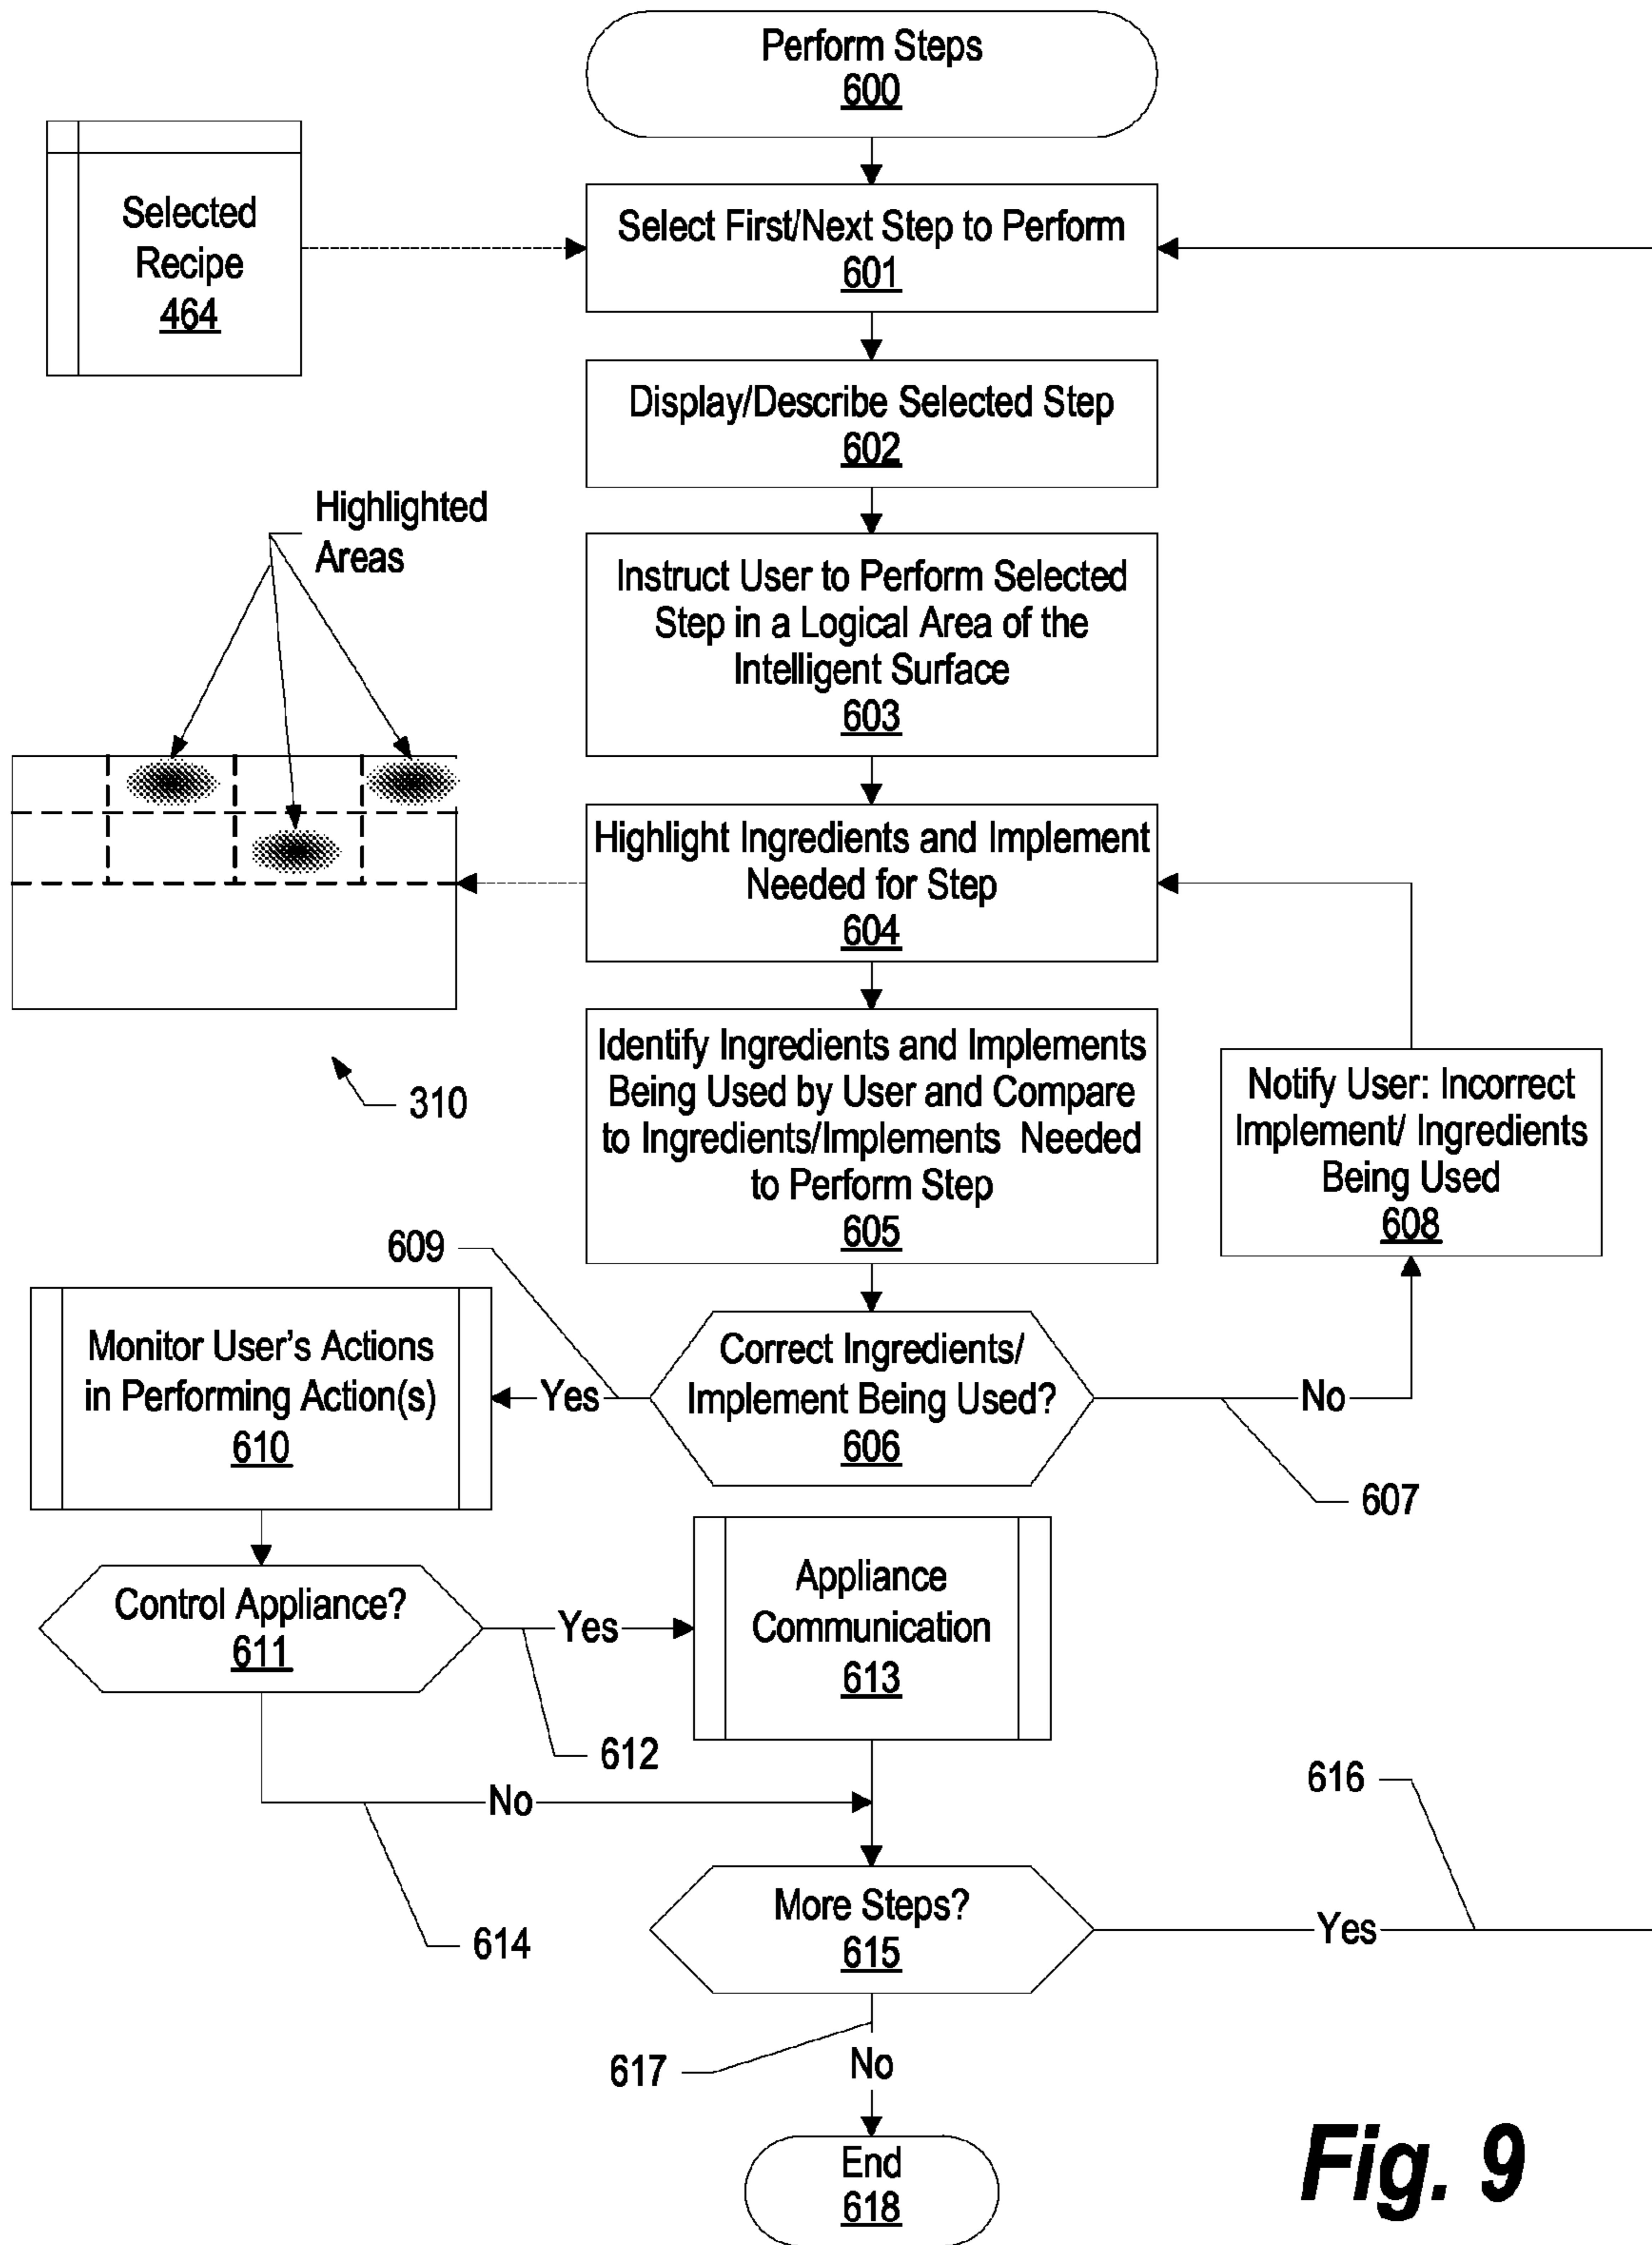 Perform Steps
600
Selected
Recipe
464
Select First/Next Step to Perform
601
Display/Describe Selected Step
602
Highlighted
Areas
Instruct User to Perform Selected
Step in a Logical Area of the
Intelligent Surface
603
Highlight Ingredients and Implement
Needed for Step
604
310
Identify Ingredients and Implements
Being Used by User and Compare
to Ingredients/Implements Needed
to Perform Step
605
Notify User: Incorrect
Implement/ Ingredients
Being Used
608
609
Correct Ingredients/
Implement Being Used?
606
Yes
No
607
Monitor User's Actions
in Performing Action(s)
610
Control Appliance?
611
Yes
612
Appliance
Communication
613
No
614
More Steps?
615
Yes
616
617
No
End
618
Fig. 9